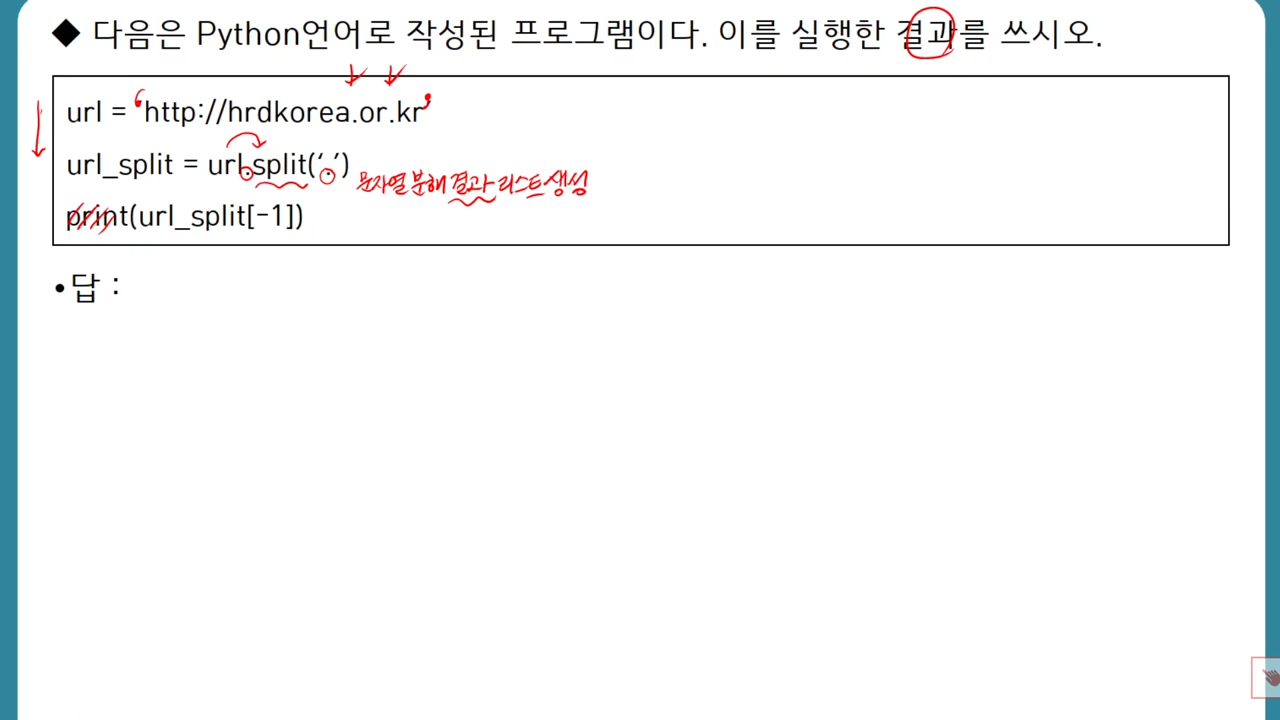 ◆ 다음은 Python언어로 작성된 프로그램이다. 이를 실행한 결과를 쓰시오.
url = ‘http://hrdkorea.or.kr’
url_split = url.split(‘.’)
문자열 분해 결과 리스트 생성
print(url_split[-1])
•답 :